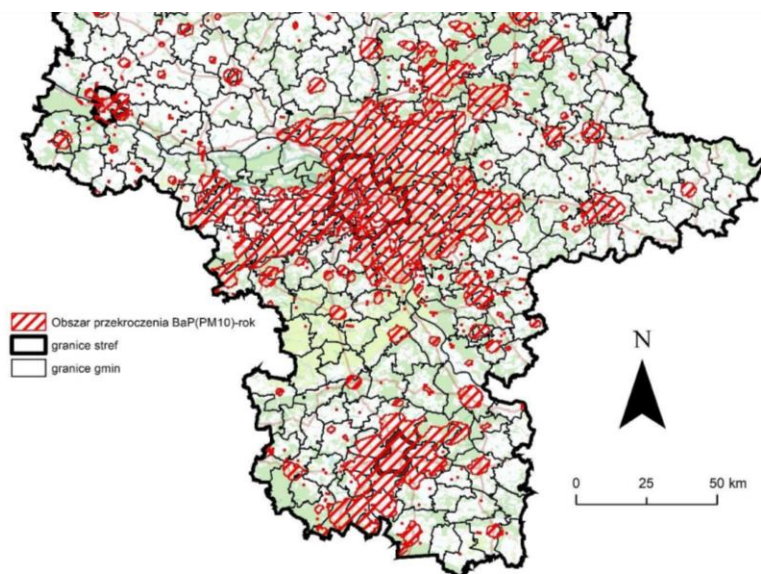 Obszar przekroczenia BaP(PM10)-rok
granice stref
granice gmin
N
0 25 50 km